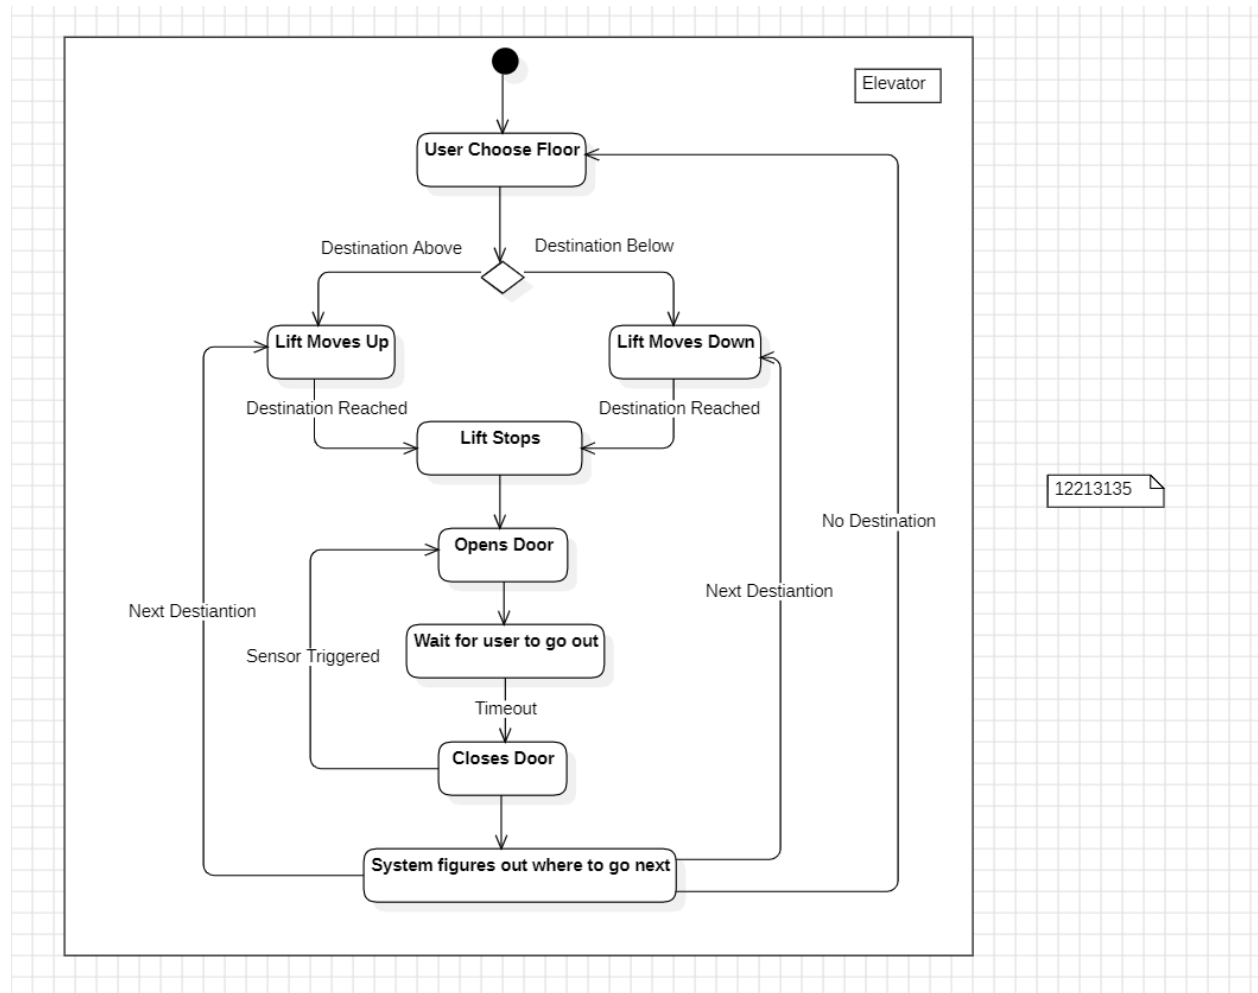 Elevator
User Choose Floor
Destination Above
Destination Below
Lift Moves Up
Lift Moves Down
Destination Reached
Destination Reached
Lift Stops
12213135
No Destination
Opens Door
Next Destiantion
Next Destiantion
Wait for user to go out
Sensor Triggered
Timeout
Closes Door
System figures out where to go next